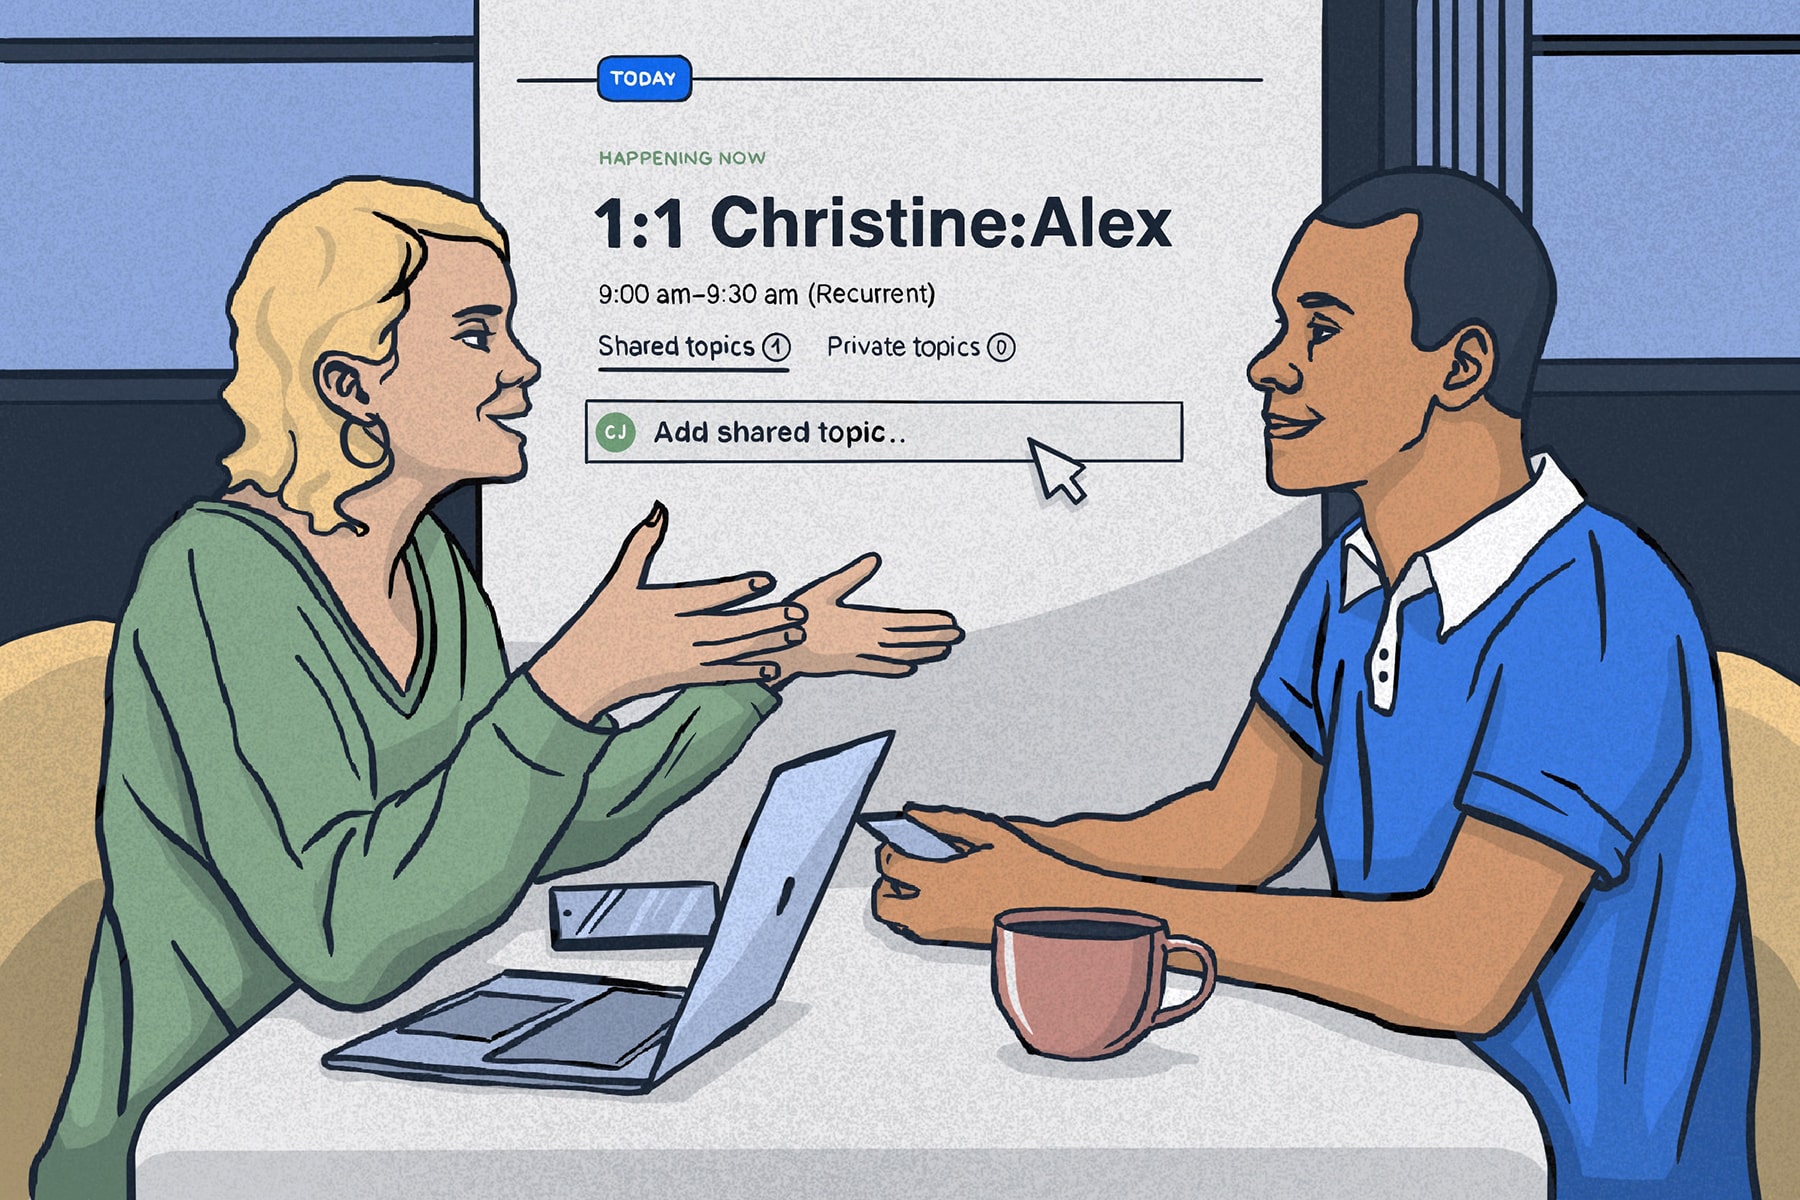 TODAY
HAPPENING NOW
1:1 Christine:Alex
9:00 am–9:30 am (Recurrent)
Shared topics 1 Private topics 0
CJ Add shared topic..